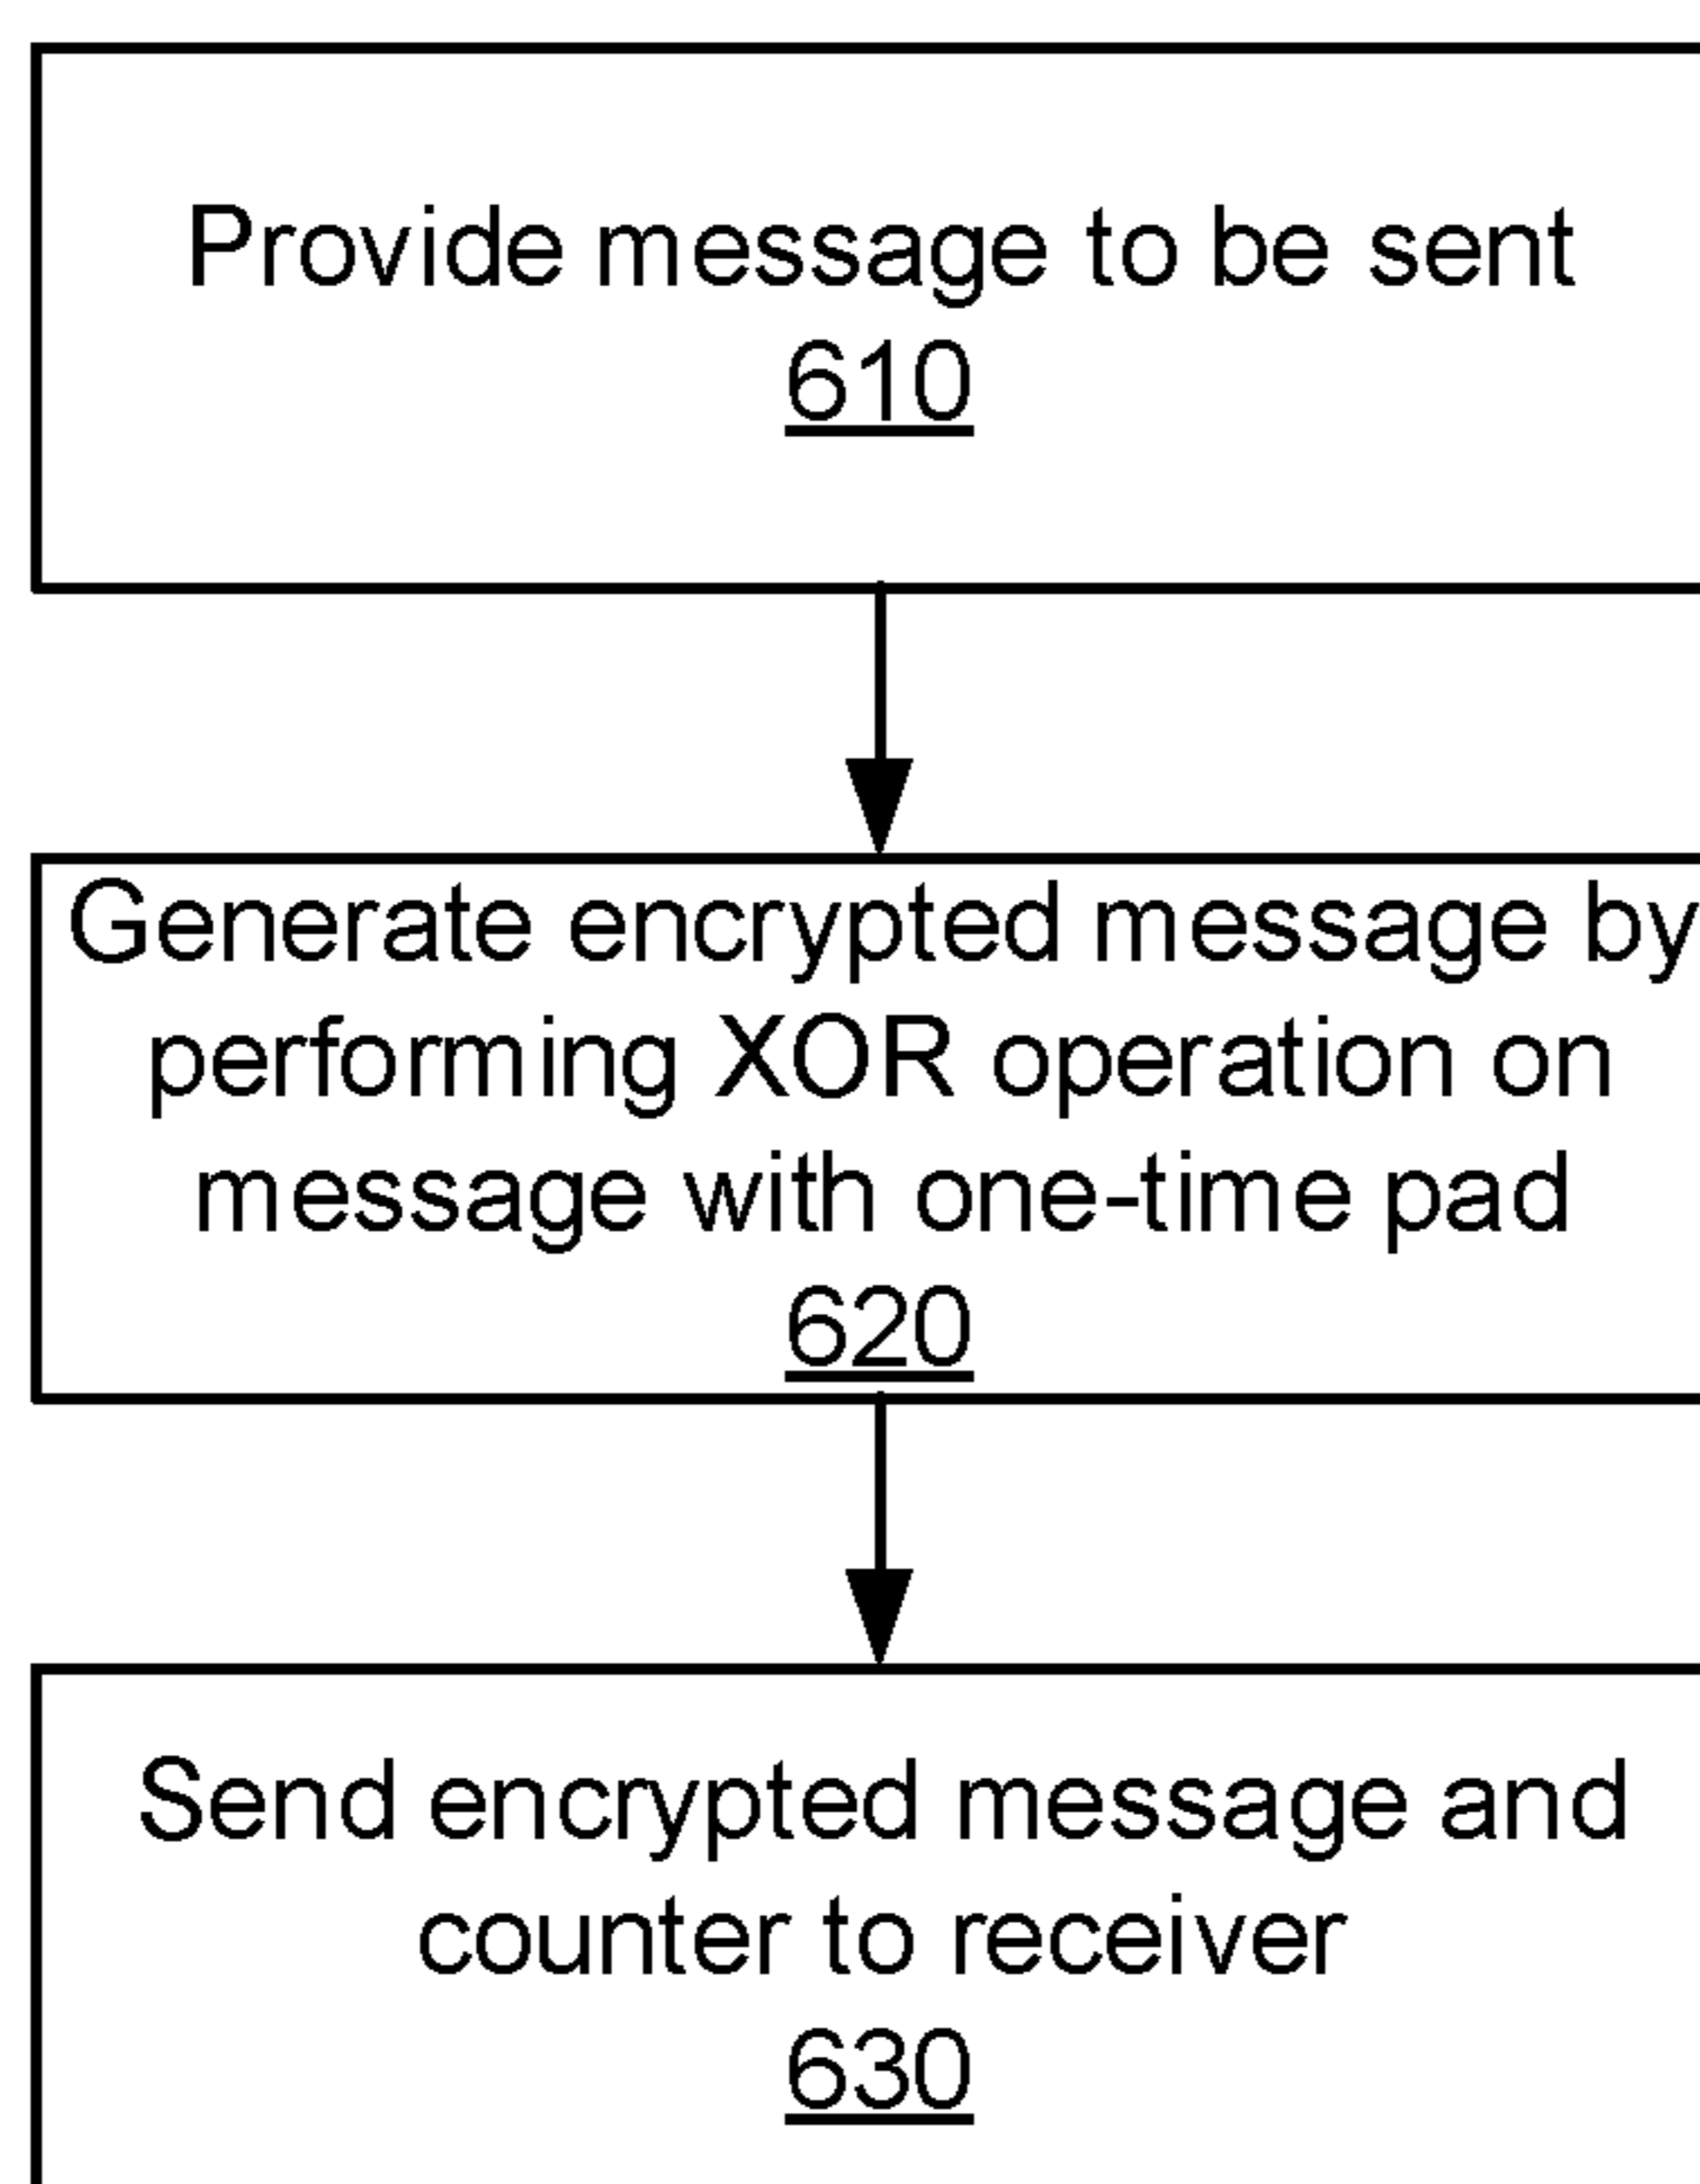 Provide message to be sent
610
Generate encrypted message by
performing XOR operation on
message with one-time pad
620
Send encrypted message and
counter to receiver
630